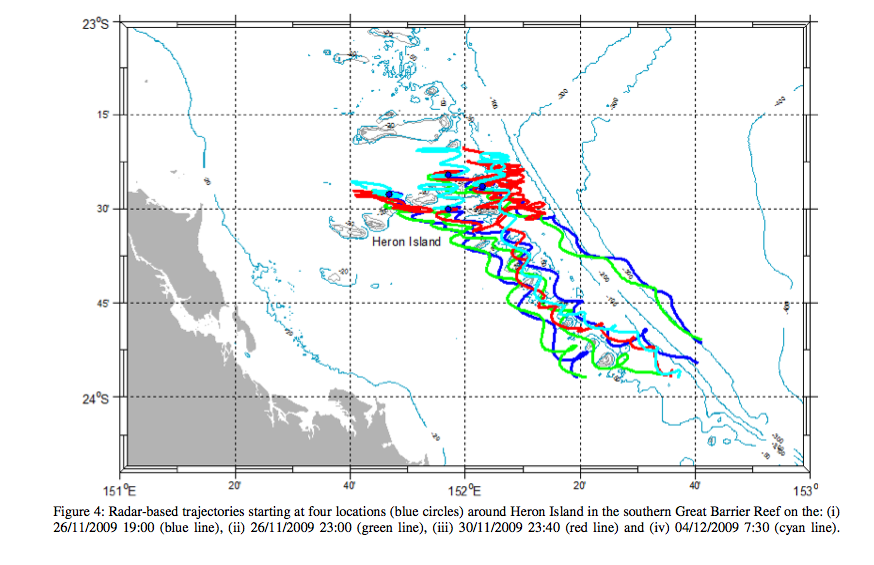 23°S
15'
30'
Heron Island
45'
24°S
151°E 20' 40' 152°E 20' 40' 153°
Figure 4: Radar-based trajectories starting at four locations (blue circles) around Heron Island in the southern Great Barrier Reef on the: (i)
26/11/2009 19:00 (blue line), (ii) 26/11/2009 23:00 (green line), (iii) 30/11/2009 23:40 (red line) and (iv) 04/12/2009 7:30 (cyan line).